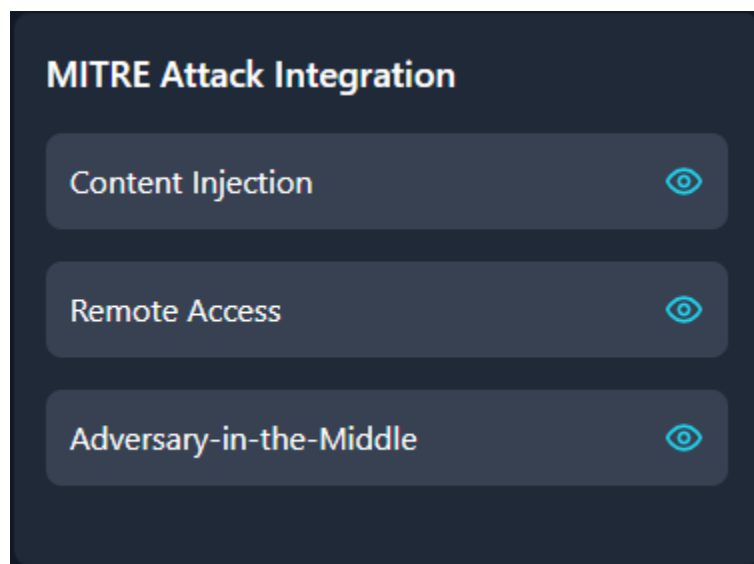 MITRE Attack Integration
Content Injection
Remote Access
Adversary-in-the-Middle